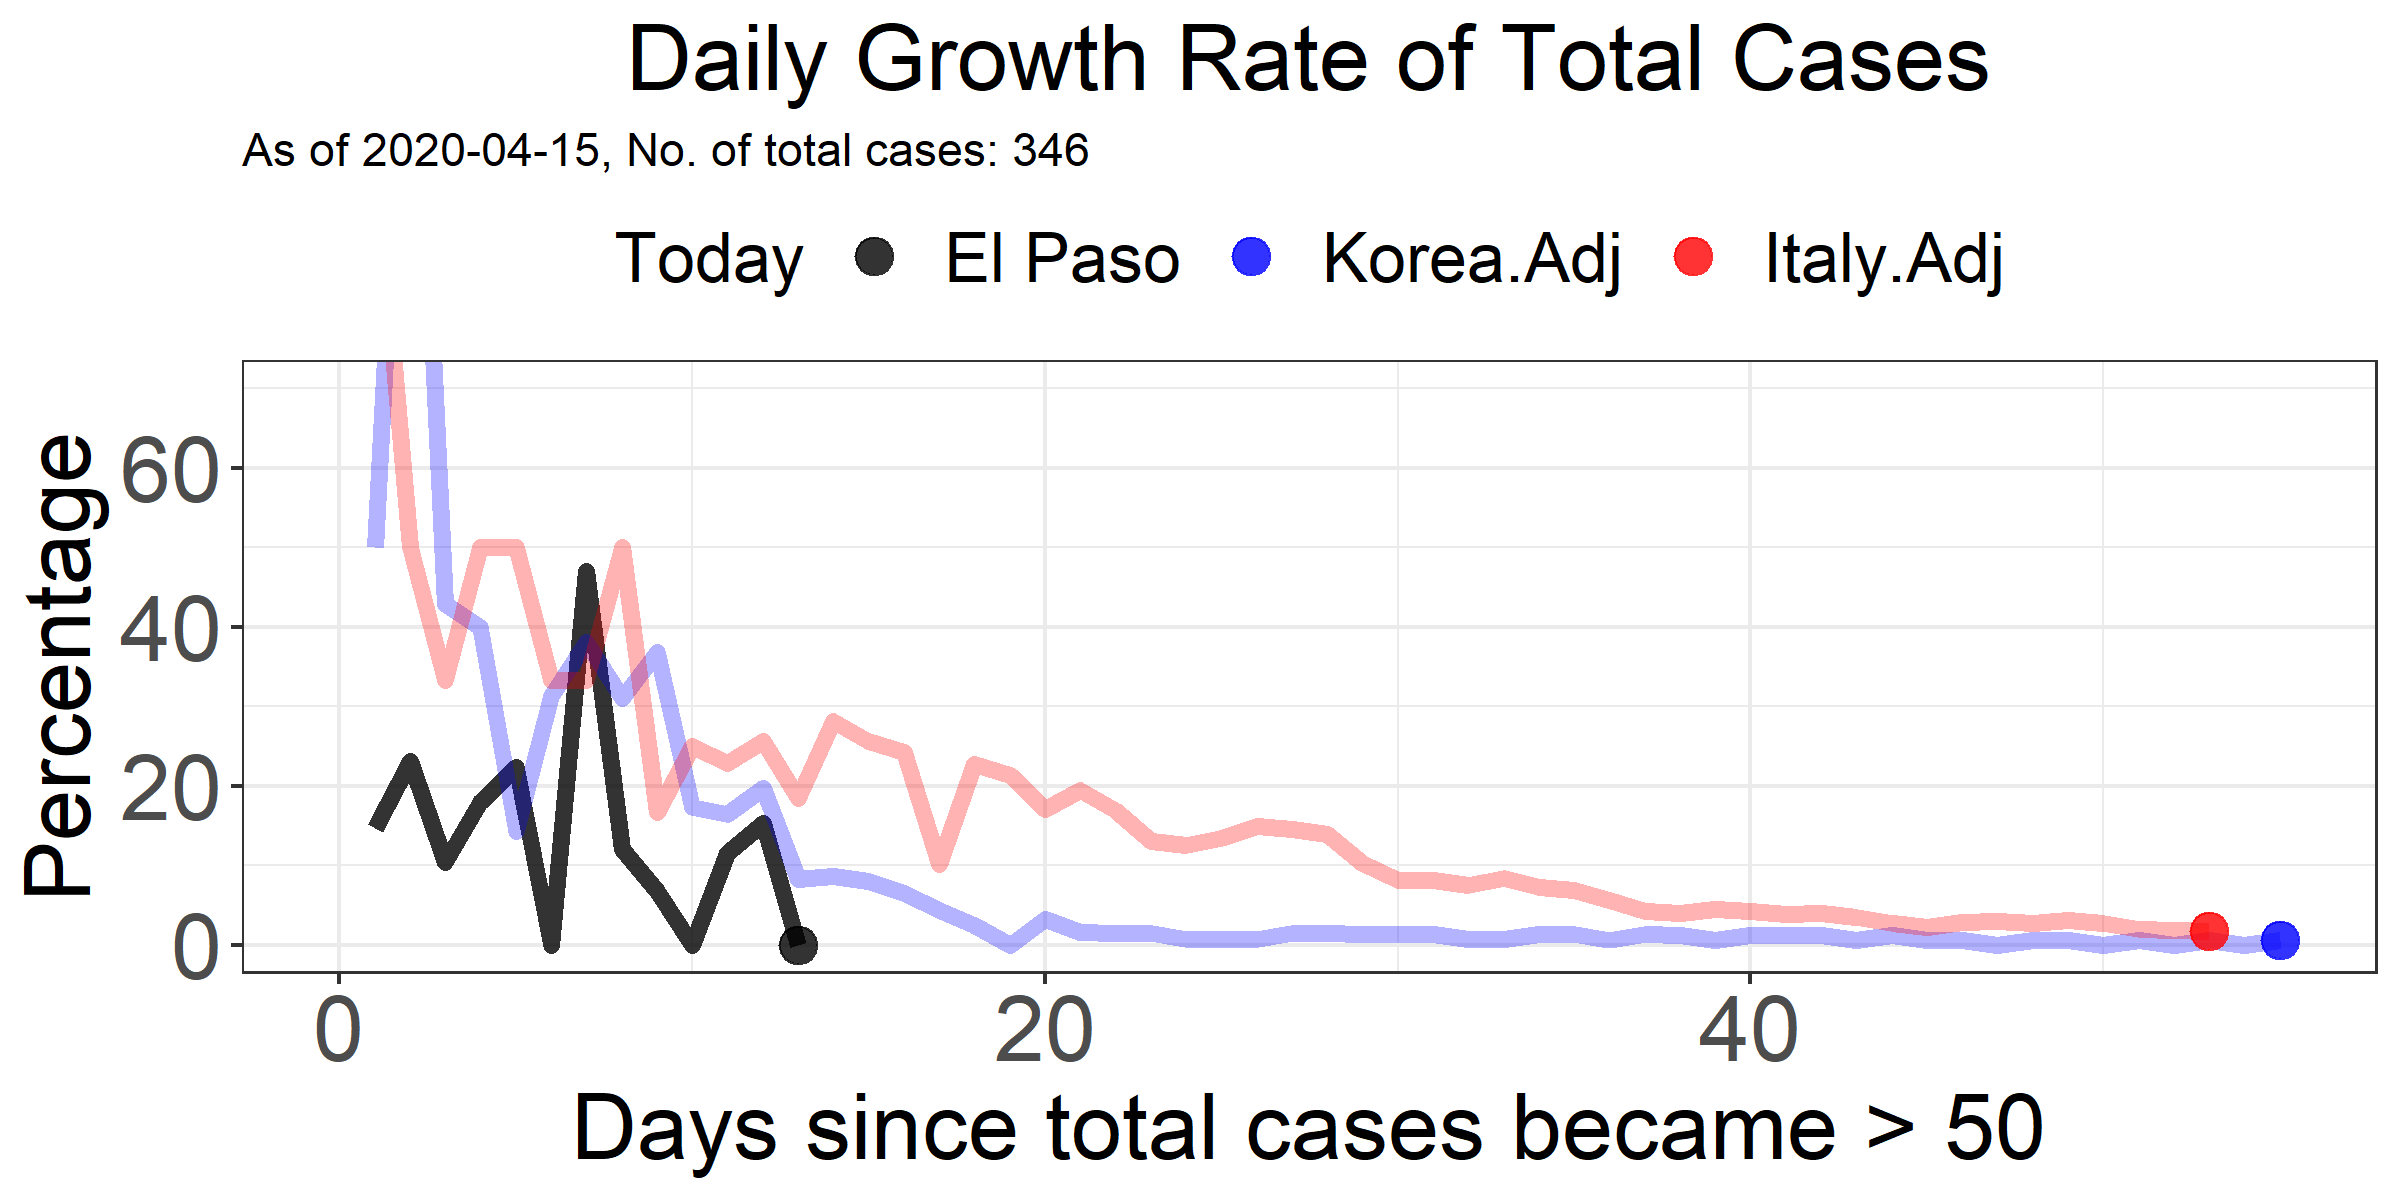 Daily Growth Rate of Total Cases
As of 2020-04-15, No. of total cases: 346
Today El Paso Korea.Adj Italy.Adj
Percentage
60
40
20
0
0 20 40
Days since total cases became > 50